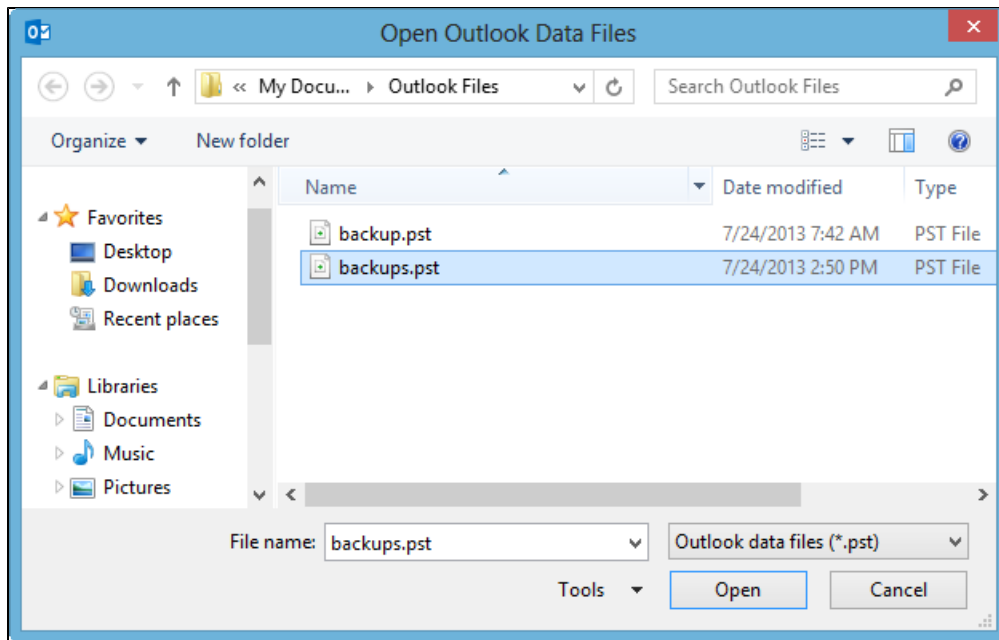 Open Outlook Data Files
« My Docu... Outlook Files
Search Outlook Files
Organize New folder
Name Date modified Type
Favorites
Desktop
Downloads
Recent places
Libraries
Documents
Music
Pictures
backup.pst 7/24/2013 7:42 AM PST File
backups.pst 7/24/2013 2:50 PM PST File
File name: backups.pst Outlook data files (*.pst)
Tools Open Cancel